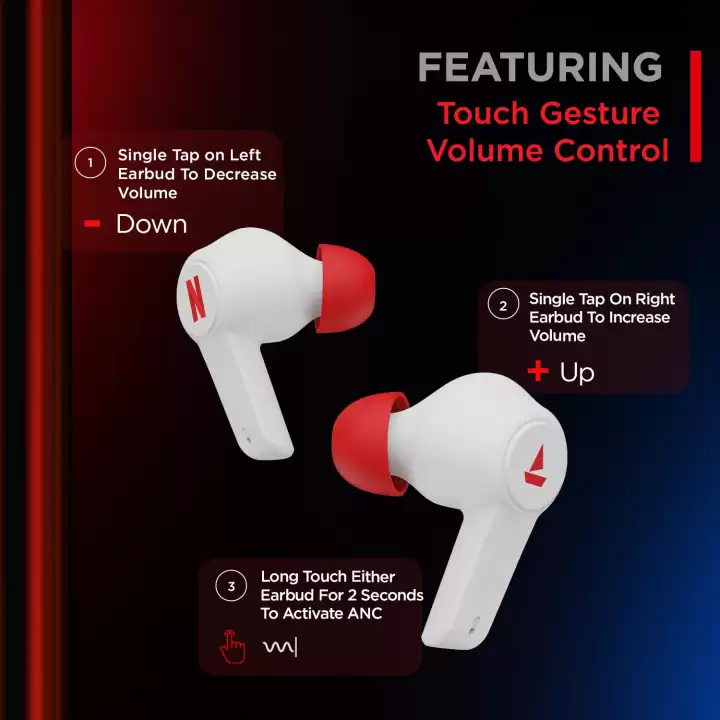 FEATURING
Touch Gesture
Volume Control
1
Single Tap on Left
Earbud To Decrease
Volume
- Down
N
2
Single Tap On Right
Earbud To Increase
Volume
+ Up
3
Long Touch Either
Earbud For 2 Seconds
To Activate ANC